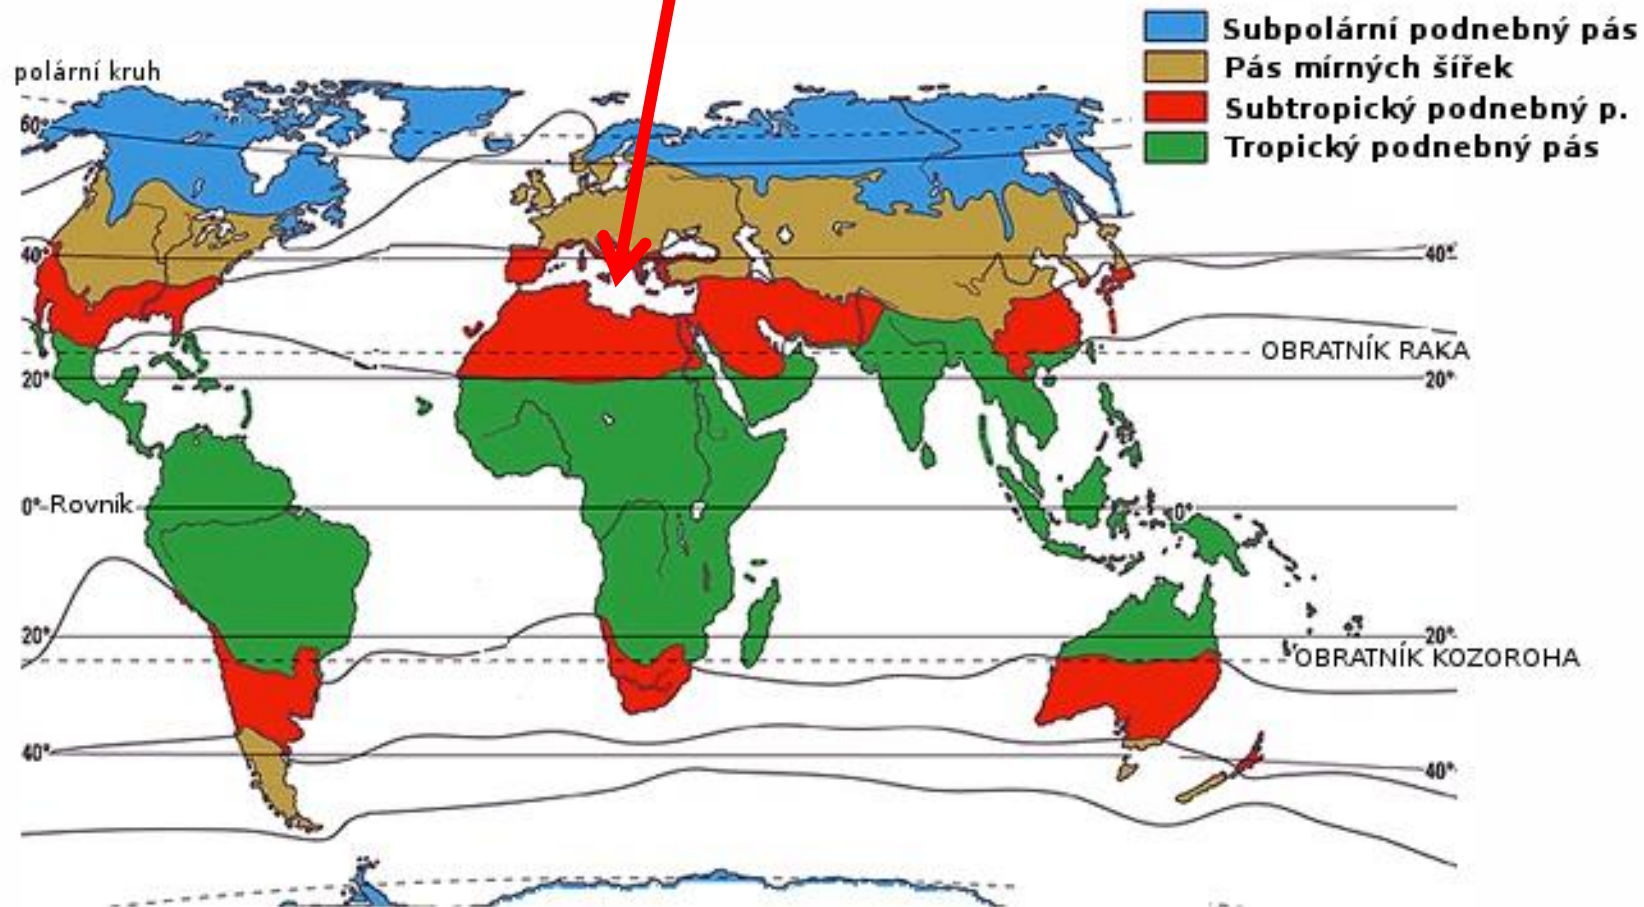 Subpolární podnebný pás
Pás mírných šířek
Subtropický podnebný p.
Tropický podnebný pás
polární kruh
60°
40°
40°
OBRATNÍK RAKA
20°
20°
0°
Rovník
0°
20°
20°
OBRATNÍK KOZOROHA
40°
40°